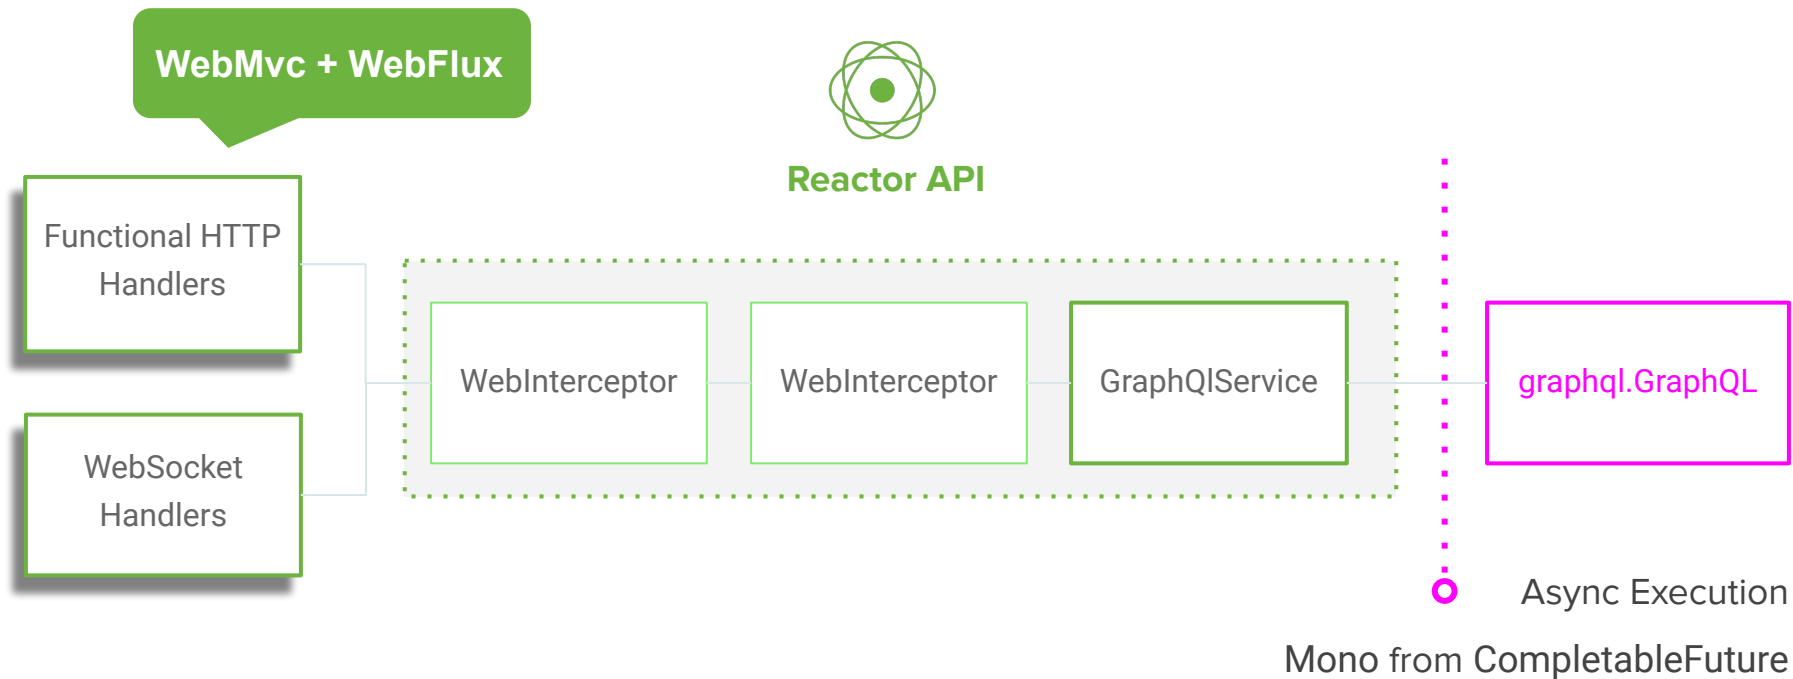 WebMvc + WebFlux
Reactor API
Functional HTTP
Handlers
WebSocket
Handlers
WebInterceptor
WebInterceptor
GraphQlService
graphql.GraphQL
Async Execution
Mono from CompletableFuture